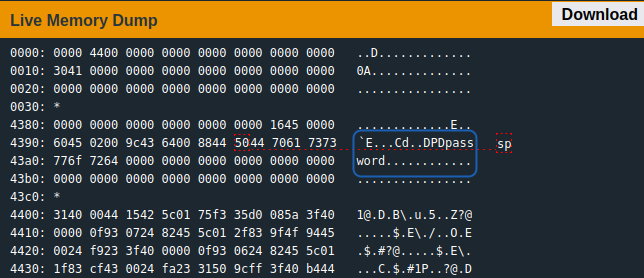 Live Memory Dump Download
0000: 0000 4400 0000 0000 0000 0000 0000 0000 ..D.............
0010: 3041 0000 0000 0000 0000 0000 0000 0000 0A..............
0020: 0000 0000 0000 0000 0000 0000 0000 0000 ................
0030: *
4380: 0000 0000 0000 0000 0000 0000 1645 0000 .............E..
4390: 6045 0200 9c43 6400 8844 5044 7061 7373 `E...Cd..DPDpass sp
43a0: 776f 7264 0000 0000 0000 0000 0000 0000 word............
43b0: 0000 0000 0000 0000 0000 0000 0000 0000 ................
43c0: *
4400: 3140 0044 1542 5c01 75f3 35d0 085a 3f40 1@.D.B\.u.5..Z?@
4410: 0000 0f93 0724 8245 5c01 2f83 9f4f 9445 .....$.E\./..O.E
4420: 0024 f923 3f40 0000 0f93 0624 8245 5c01 .$.#?@.....$.E\.
4430: 1f83 cf43 0024 fa23 3150 9cff 3f40 b444 ...C.$.#1P..?@.D